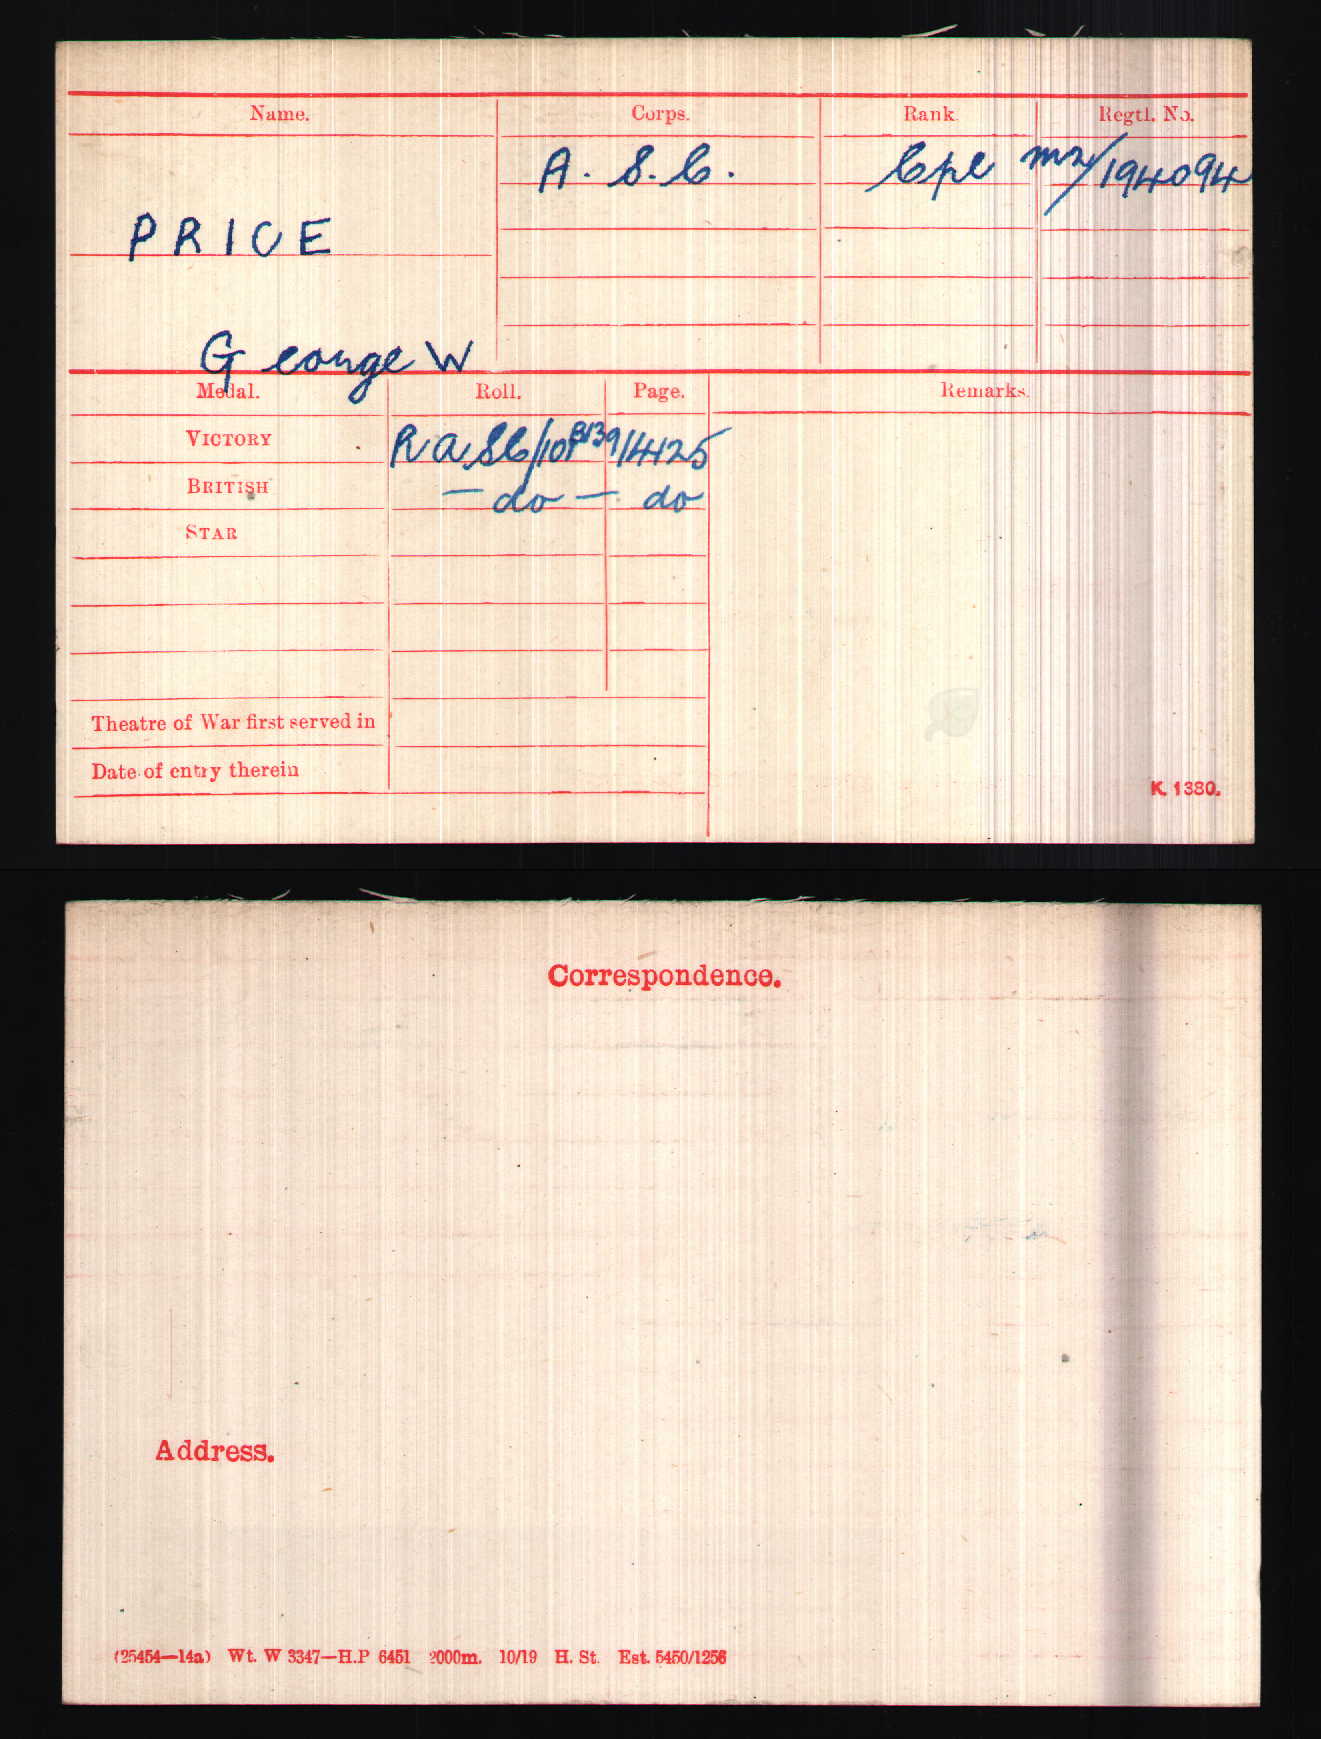 Name. Corps. Rank. Regtl. No.
A. S. C. Cpl M2/194094
PRICE
George W
Medal. Roll. Page. Remarks.
VICTORY RASC/101B139 14425
BRITISH — do — do
STAR
Theatre of War first served in
Date of entry therein
K. 1380.
Correspondence.
Address.
(25454—14a) Wt. W 3347—H.P 6451 2000m. 10/19 H. St. Est. 5450/1256